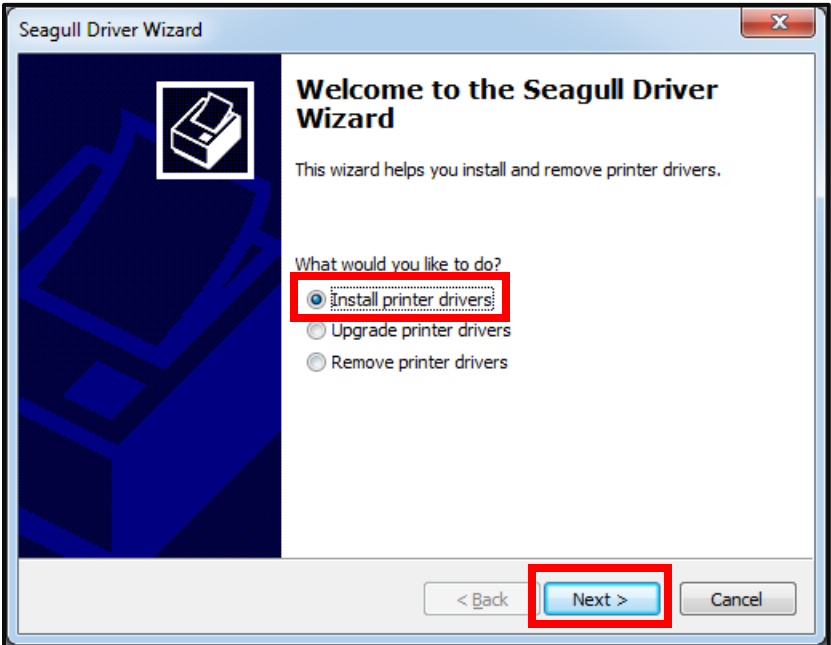 Seagull Driver Wizard
Welcome to the Seagull Driver
Wizard
This wizard helps you install and remove printer drivers.
What would you like to do?
Install printer drivers
Upgrade printer drivers
Remove printer drivers
< Back Next > Cancel